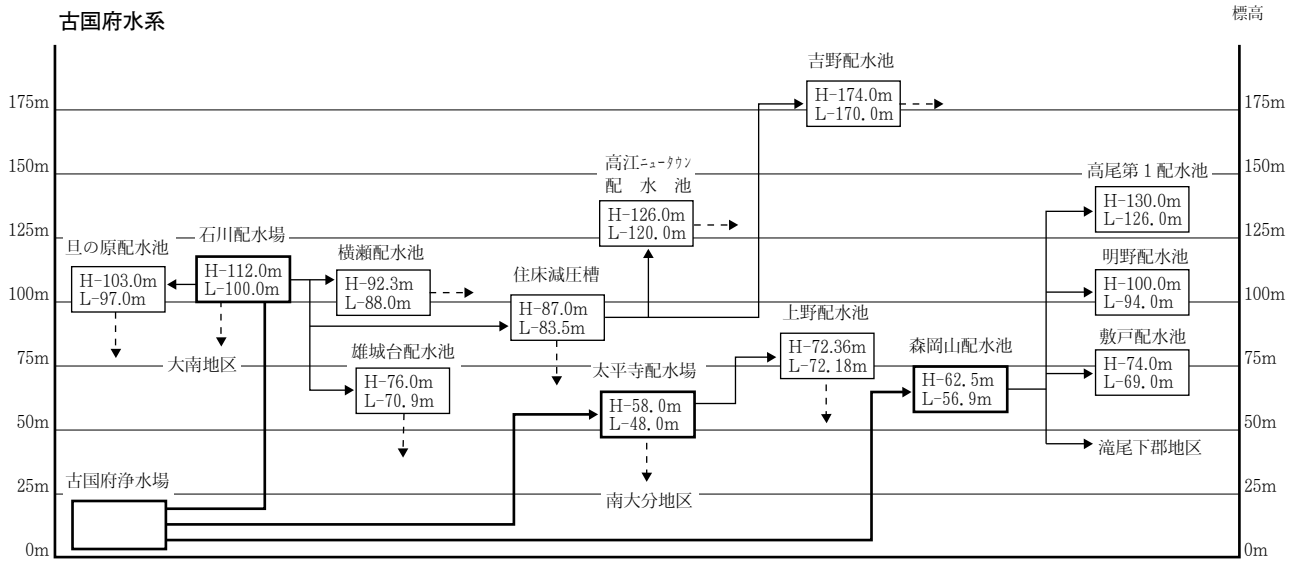 古国府水系
標高
吉野配水池
H-174.0m
L-170.0m
175m
175m
高江ﾆｭｰﾀｳﾝ
配 水 池
H-126.0m
L-120.0m
高尾第1配水池
H-130.0m
L-126.0m
150m
150m
125m
125m
旦の原配水池
H-103.0m
L-97.0m
石川配水場
H-112.0m
L-100.0m
大南地区
横瀬配水池
H-92.3m
L-88.0m
住床減圧槽
H-87.0m
L-83.5m
明野配水池
H-100.0m
L-94.0m
100m
100m
雄城台配水池
H-76.0m
L-70.9m
上野配水池
H-72.36m
L-72.18m
敷戸配水池
H-74.0m
L-69.0m
75m
75m
太平寺配水場
H-58.0m
L-48.0m
南大分地区
森岡山配水池
H-62.5m
L-56.9m
滝尾下郡地区
50m
50m
古国府浄水場
25m
25m
0m
0m